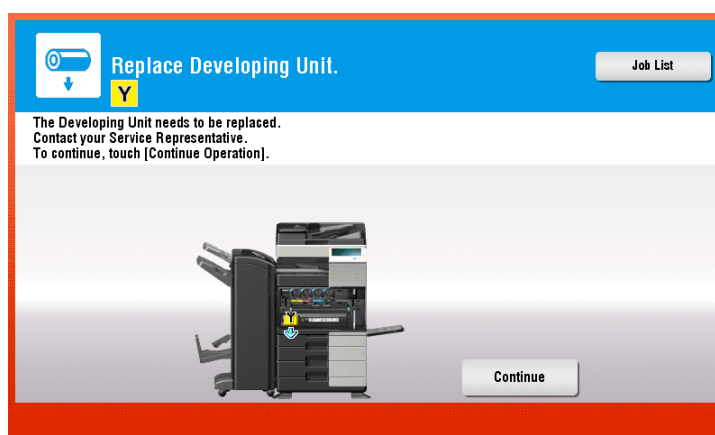 Replace Developing Unit.
Job List
Y
The Developing Unit needs to be replaced.
Contact your Service Representative.
To continue, touch [Continue Operation].
Y
Continue